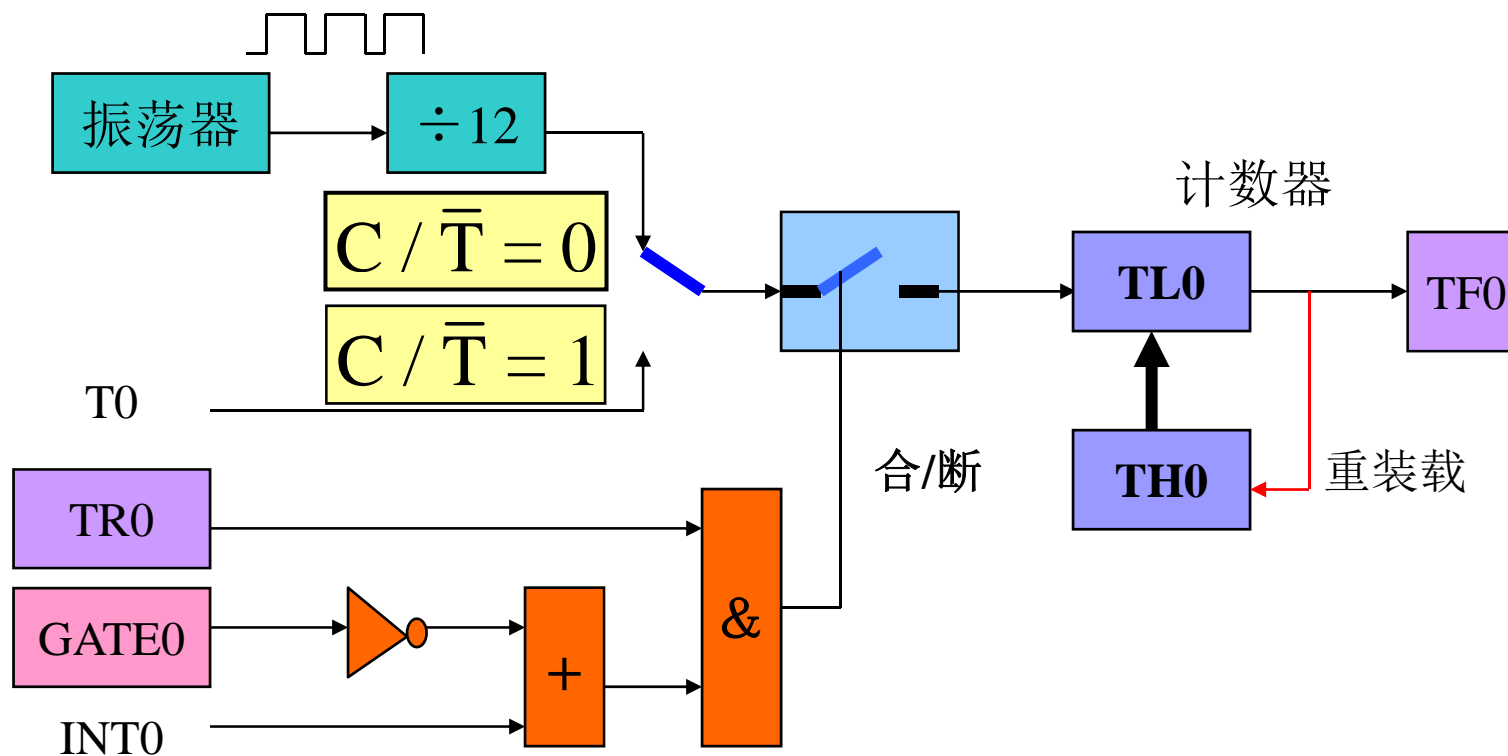 振荡器
÷12
C / T̅ = 0
计数器
TL0
TF0
C / T̅ = 1
T0
合/断
TH0
重装载
TR0
GATE0
&
+
INT0